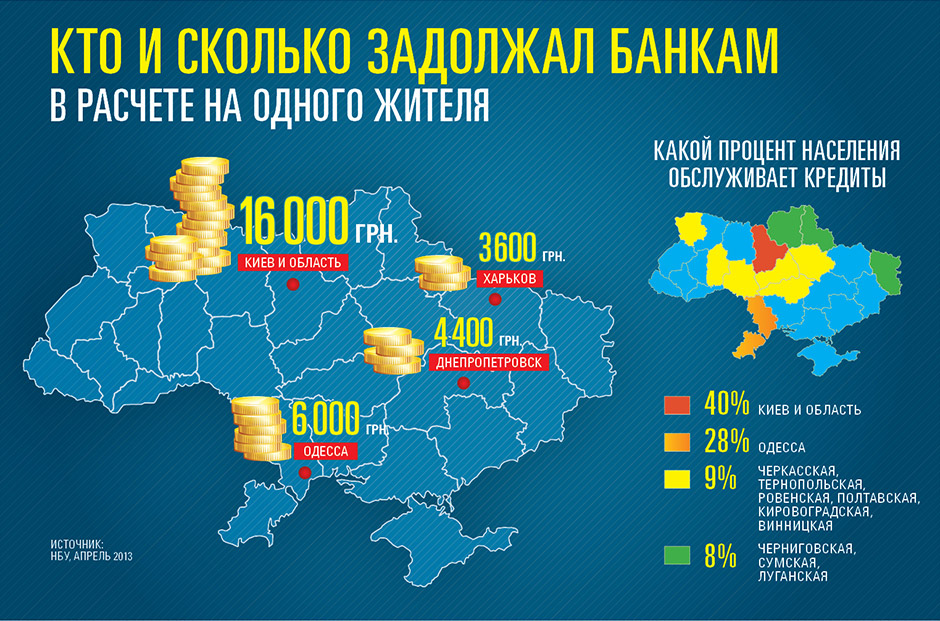 КТО И СКОЛЬКО ЗАДОЛЖАЛ БАНКАМ
В РАСЧЕТЕ НА ОДНОГО ЖИТЕЛЯ
16 000 ГРН.
КИЕВ И ОБЛАСТЬ
3600 ГРН.
ХАРЬКОВ
4 400 ГРН.
ДНЕПРОПЕТРОВСК
6 000 ГРН.
ОДЕССА
ИСТОЧНИК:
НБУ, АПРЕЛЬ 2013
КАКОЙ ПРОЦЕНТ НАСЕЛЕНИЯ
ОБСЛУЖИВАЕТ КРЕДИТЫ
40% КИЕВ И ОБЛАСТЬ
28% ОДЕССА
9% ЧЕРКАССКАЯ,
ТЕРНОПОЛЬСКАЯ,
РОВЕНСКАЯ, ПОЛТАВСКАЯ,
КИРОВОГРАДСКАЯ,
ВИННИЦКАЯ
8% ЧЕРНИГОВСКАЯ,
СУМСКАЯ,
ЛУГАНСКАЯ